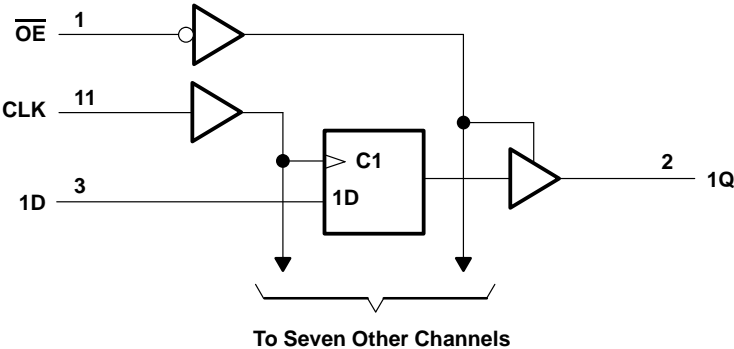 OE 1
CLK 11
C1
1D 3
1D
2
1Q
To Seven Other Channels